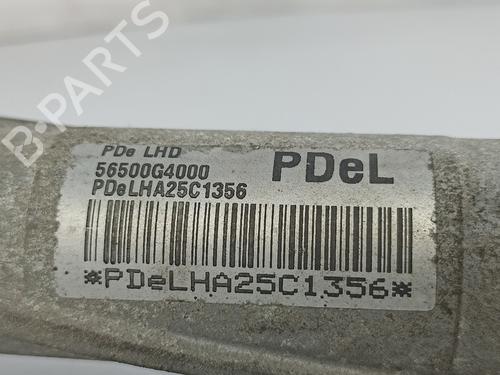 B-PARTS
PDe LHD
56500G4000
PDeLHA25C1356
PDeL
*PDeLHA25C1356*